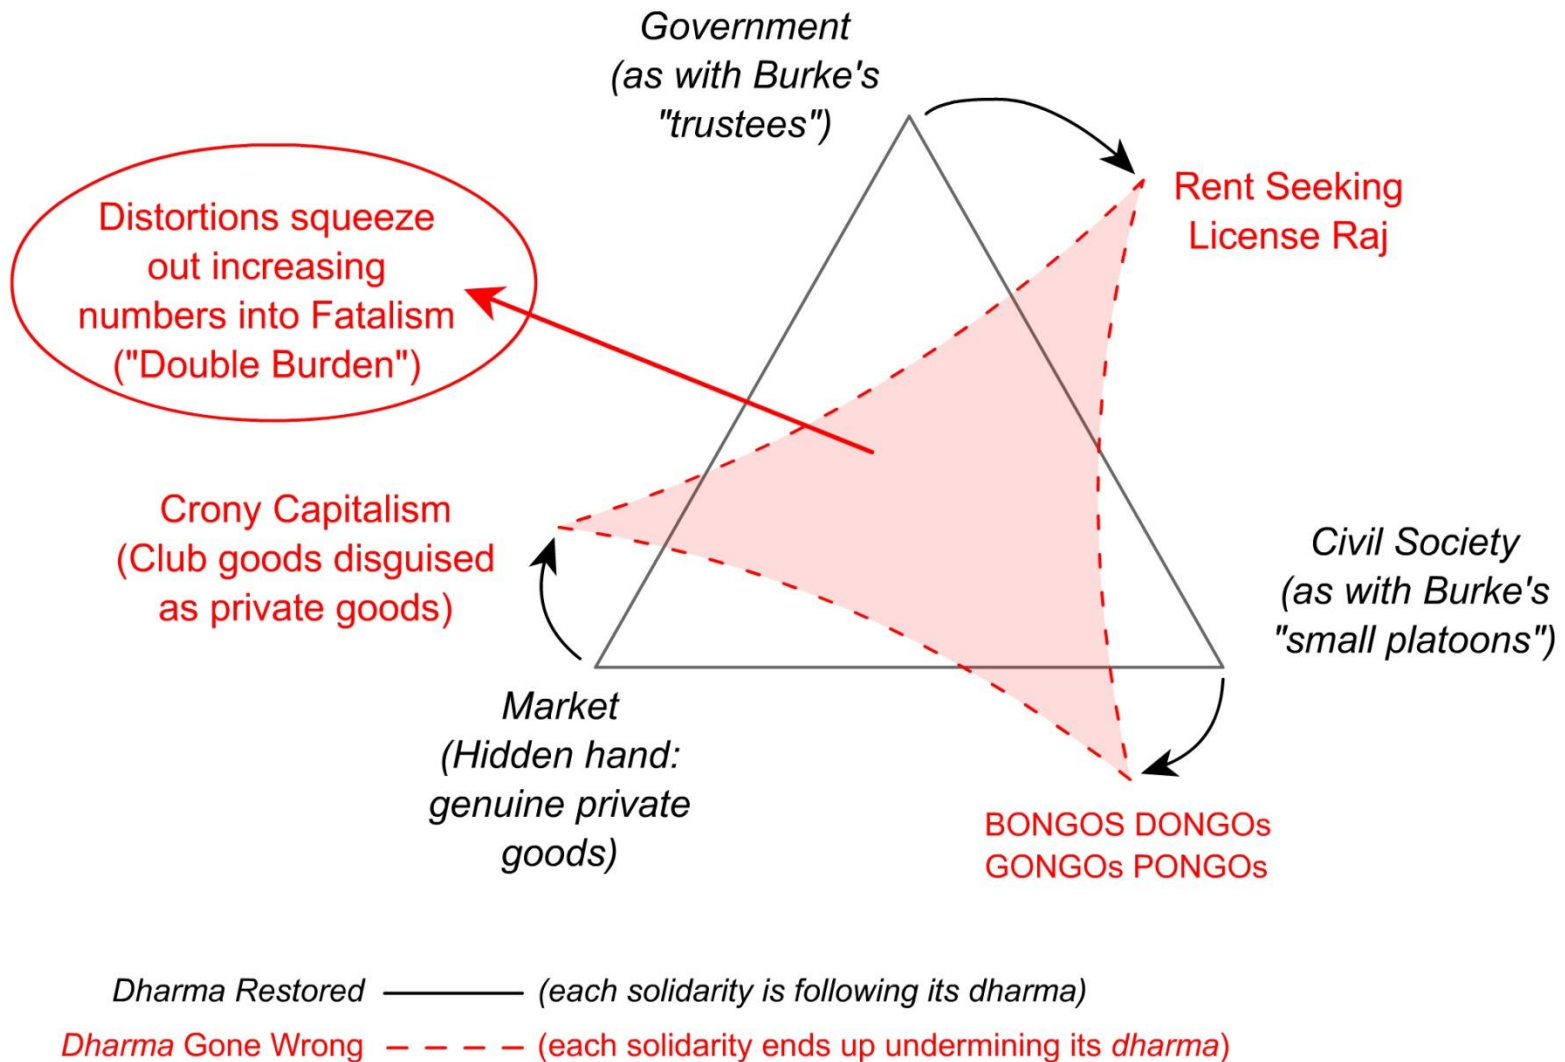 Government
(as with Burke's
"trustees")
Rent Seeking
License Raj
Distortions squeeze
out increasing
numbers into Fatalism
("Double Burden")
Crony Capitalism
(Club goods disguised
as private goods)
Civil Society
(as with Burke's
"small platoons")
Market
(Hidden hand:
genuine private
goods)
BONGOS DONGOs
GONGOs PONGOs
Dharma Restored (each solidarity is following its dharma)
Dharma Gone Wrong (each solidarity ends up undermining its dharma)